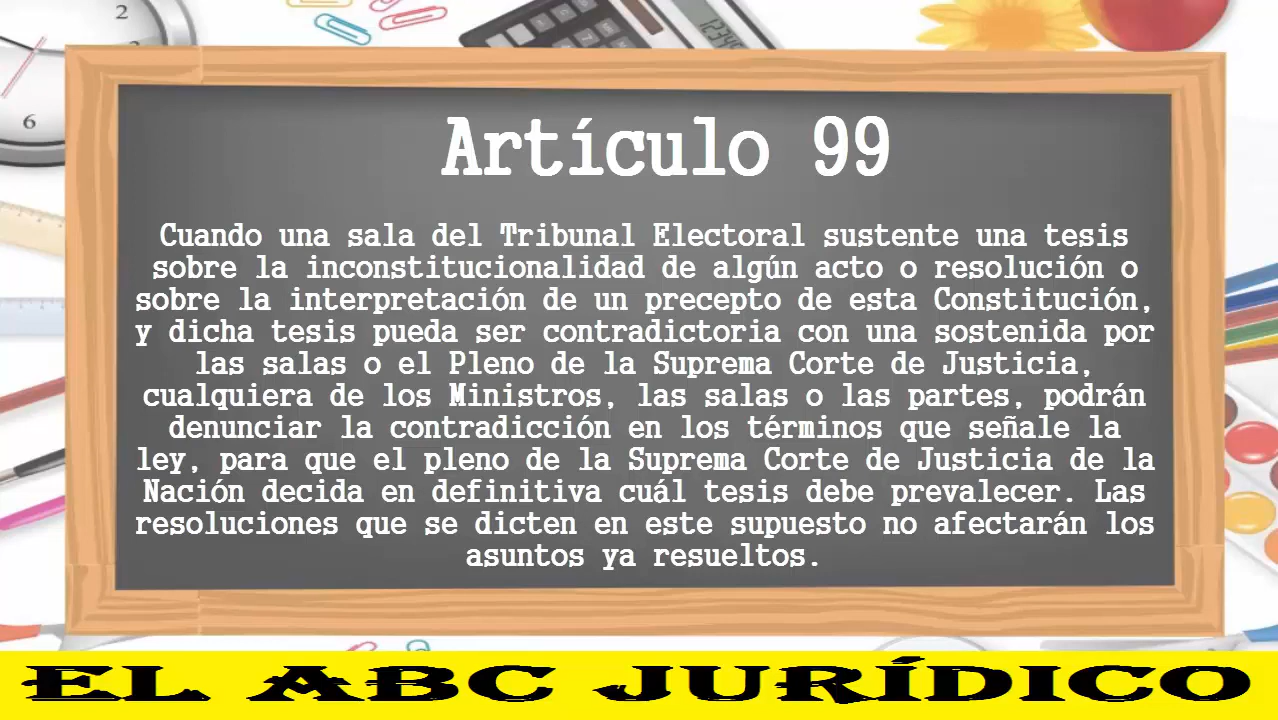 2
3
6
12345
Artículo 99
Cuando una sala del Tribunal Electoral sustente una tesis
sobre la inconstitucionalidad de algún acto o resolución o
sobre la interpretación de un precepto de esta Constitución,
y dicha tesis pueda ser contradictoria con una sostenida por
las salas o el Pleno de la Suprema Corte de Justicia,
cualquiera de los Ministros, las salas o las partes, podrán
denunciar la contradicción en los términos que señale la
ley, para que el pleno de la Suprema Corte de Justicia de la
Nación decida en definitiva cuál tesis debe prevalecer. Las
resoluciones que se dicten en este supuesto no afectarán los
asuntos ya resueltos.
EL ABC JURÍDICO